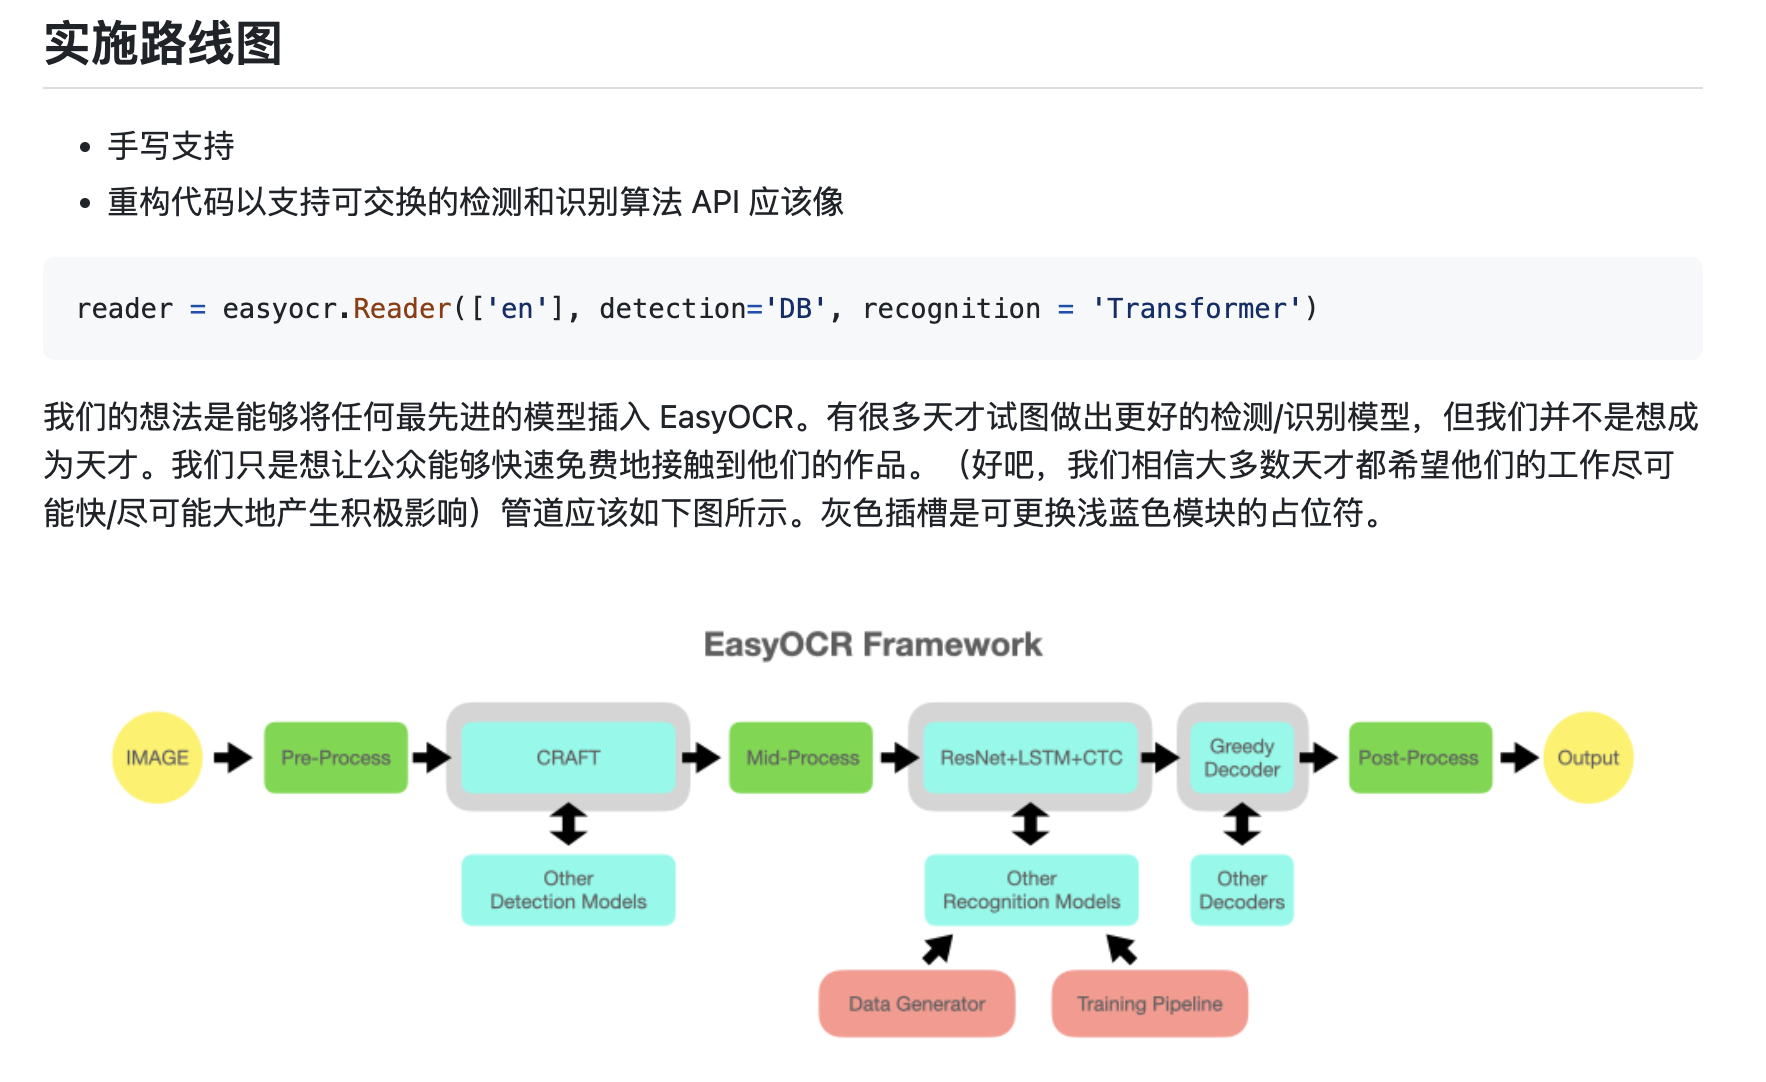 实施路线图
手写支持
重构代码以支持可交换的检测和识别算法 API 应该像
reader = easyocr.Reader(['en'], detection='DB', recognition = 'Transformer')
我们的想法是能够将任何最先进的模型插入 EasyOCR。有很多天才试图做出更好的检测/识别模型，但我们并不是想成
为天才。我们只是想让公众能够快速免费地接触到他们的作品。（好吧，我们相信大多数天才都希望他们的工作尽可
能快/尽可能大地产生积极影响）管道应该如下图所示。灰色插槽是可更换浅蓝色模块的占位符。
EasyOCR Framework
IMAGE
Pre-Process
CRAFT
Mid-Process
ResNet+LSTM+CTC
Greedy
Decoder
Post-Process
Output
Other
Detection Models
Other
Recognition Models
Other
Decoders
Data Generator
Training Pipeline